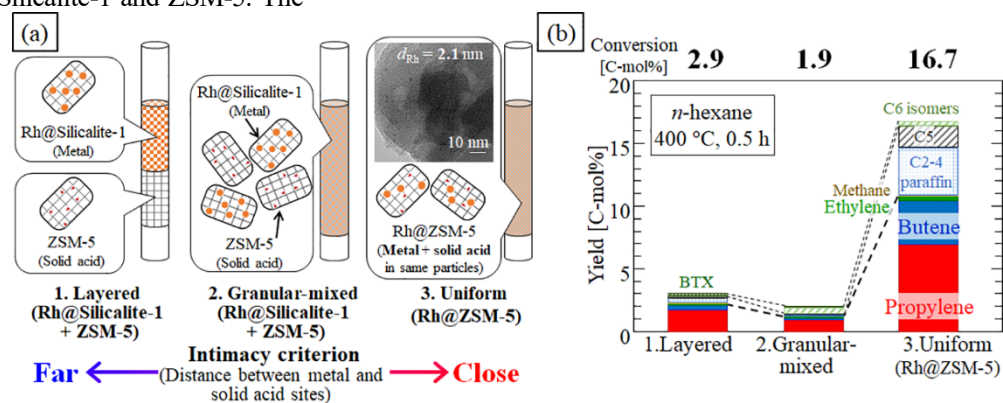 Silicalite-1 and ZSM-5. The
(a)
Rh@Silicalite-1
(Metal)
ZSM-5
(Solid acid)
1. Layered
(Rh@Silicalite-1
+ ZSM-5)
Rh@Silicalite-1
(Metal)
ZSM-5
(Solid acid)
2. Granular-mixed
(Rh@Silicalite-1
+ ZSM-5)
dRh = 2.1 nm
10 nm
Rh@ZSM-5
(Metal + solid acid
in same particles)
3. Uniform
(Rh@ZSM-5)
Intimacy criterion
Far
(Distance between metal and
solid acid sites)
Close
(b)
Conversion
[C-mol%]
2.9
1.9
16.7
Yield [C-mol%]
20
15
10
5
0
n-hexane
400 °C, 0.5 h
C6 isomers
C5
C2-4
paraffin
Methane
Ethylene
Butene
BTX
Propylene
1.Layered
2.Granular-
mixed
3.Uniform
(Rh@ZSM-5)